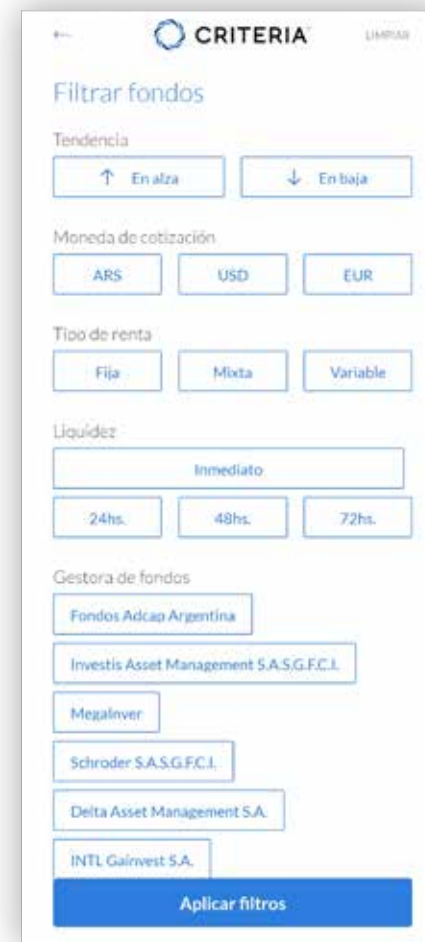 ← CRITERIA LIMPIAR
Filtrar fondos
Tendencia
↑ En alza ↓ En baja
Moneda de cotización
ARS USD EUR
Tipo de renta
Fija Mixta Variable
Liquidez
Inmediato
24hs. 48hs. 72hs.
Gestora de fondos
Fondos Adcap Argentina
Investis Asset Management S.A.S.G.F.C.I.
MegaInver
Schroder S.A.S.G.F.C.I.
Delta Asset Management S.A.
INTL Gainvest S.A.
Aplicar filtros